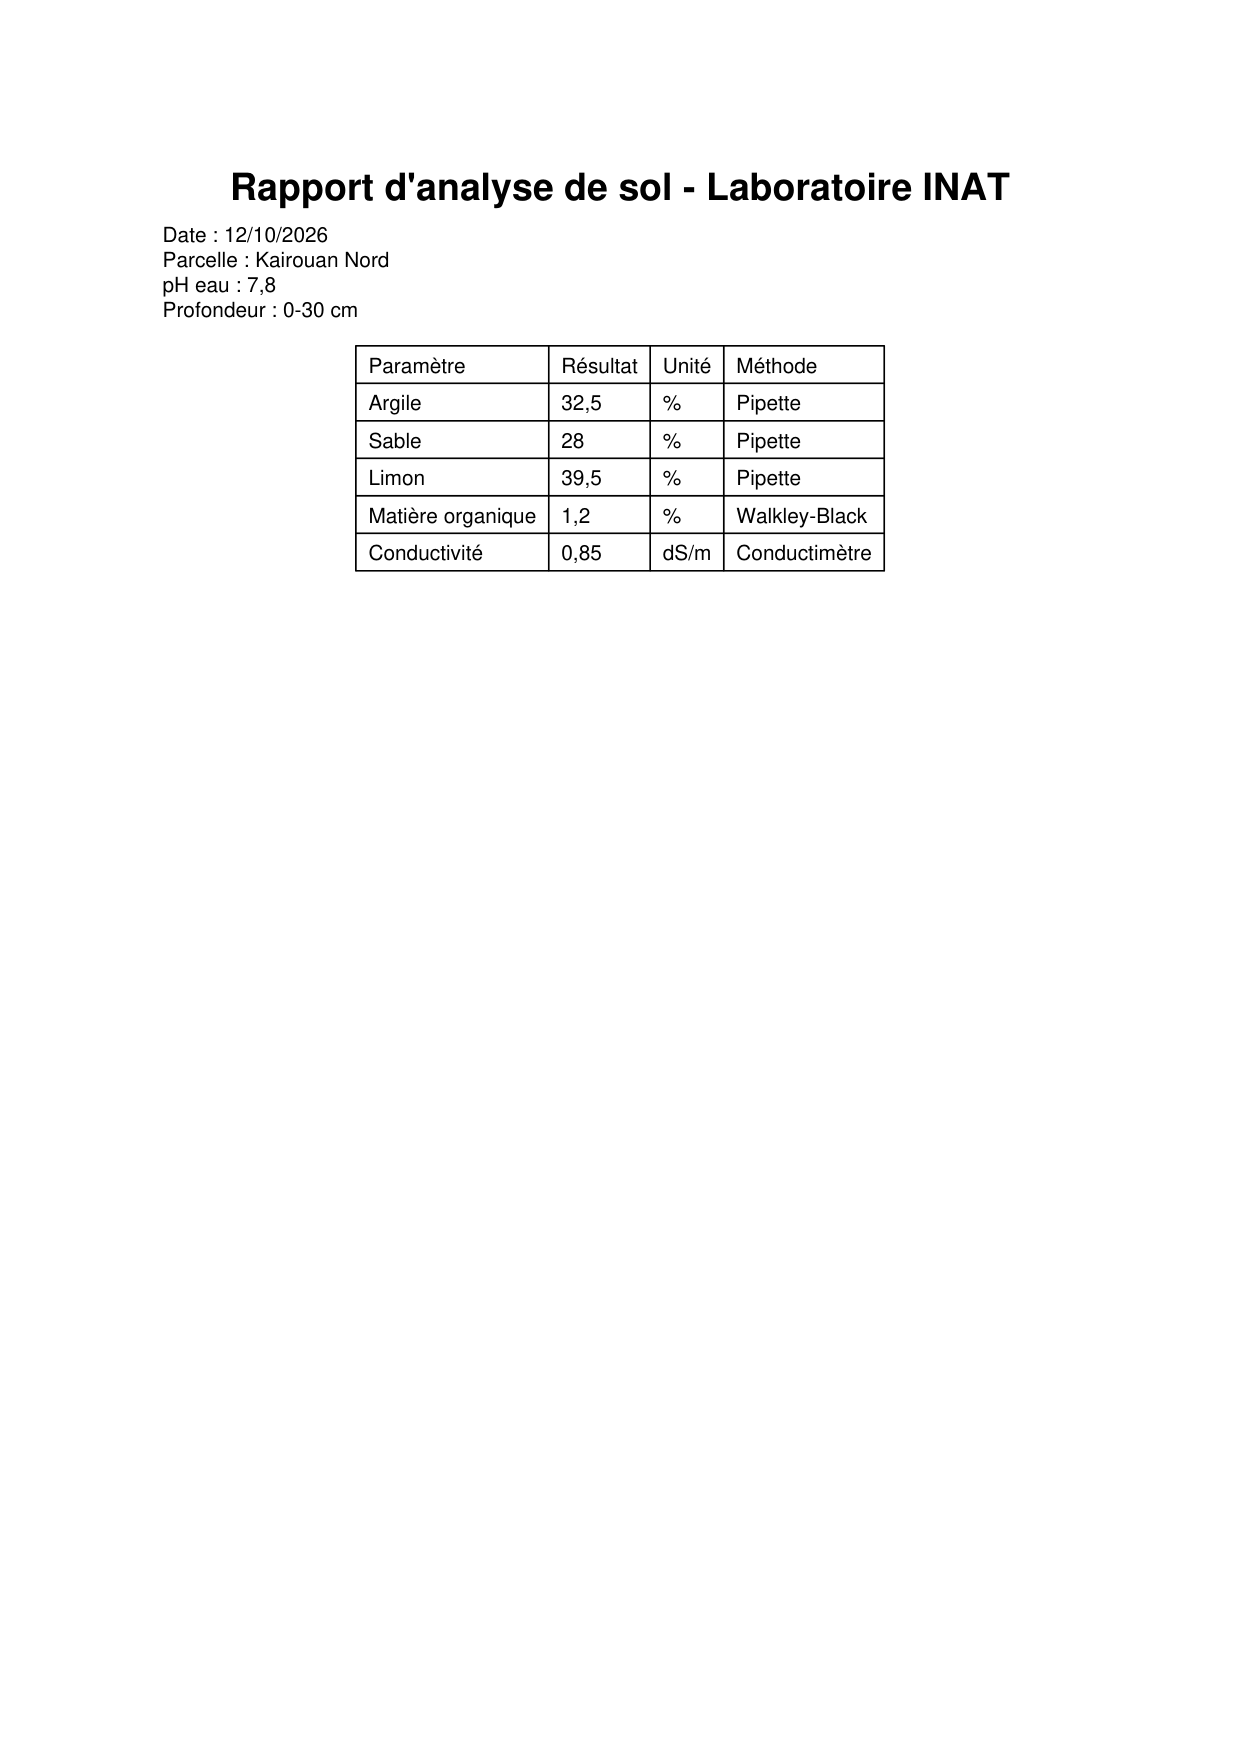 Rapport d'analyse de sol - Laboratoire INAT
Date : 12/10/2026
Parcelle : Kairouan Nord
pH eau : 7,8
Profondeur : 0-30 cm
Paramètre Résultat Unité Méthode
Argile 32,5 % Pipette
Sable 28 % Pipette
Limon 39,5 % Pipette
Matière organique 1,2 % Walkley-Black
Conductivité 0,85 dS/m Conductimètre